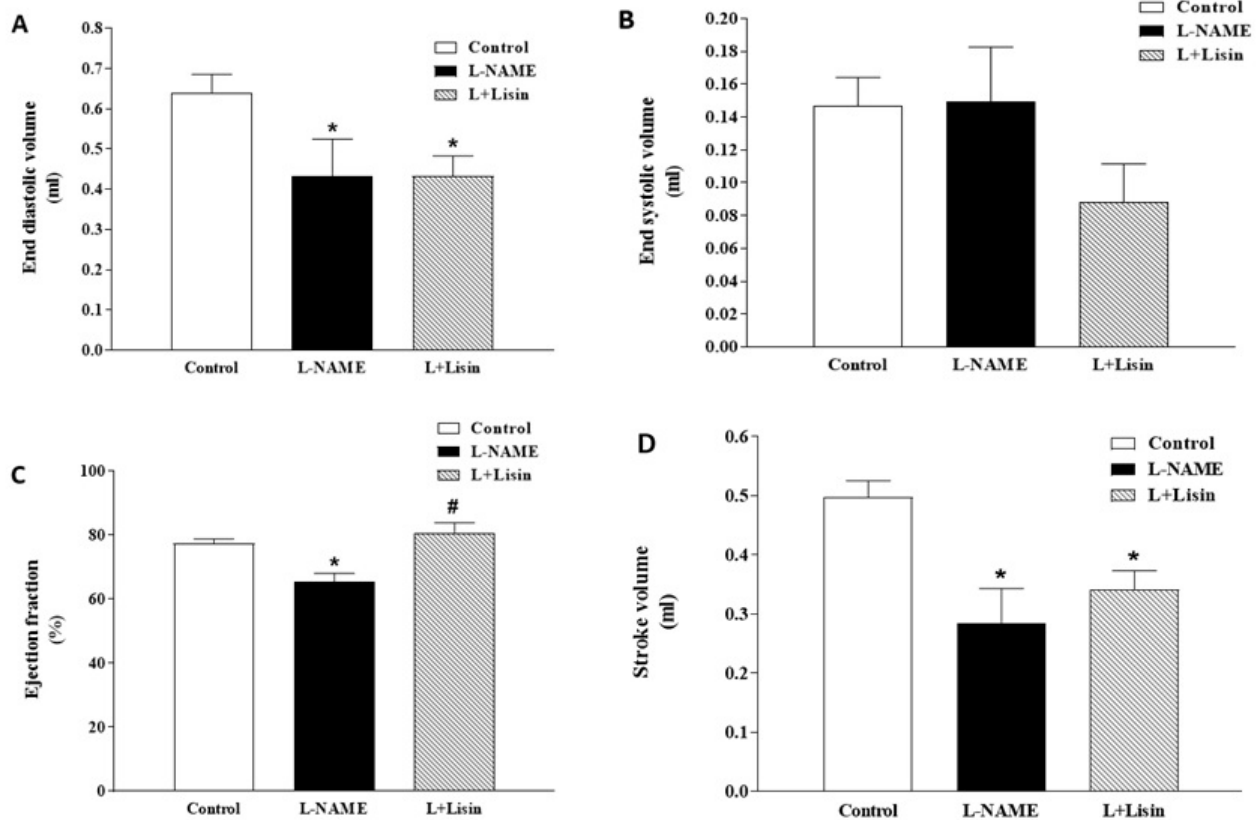 A
End diastolic volume
(ml)
0.8
0.7
0.6
0.5
0.4
0.3
0.2
0.1
0.0
Control
L-NAME
L+Lisin
*
*
Control
L-NAME
L+Lisin
B
End systolic volume
(ml)
0.20
0.18
0.16
0.14
0.12
0.10
0.08
0.06
0.04
0.02
0.00
Control
L-NAME
L+Lisin
Control
L-NAME
L+Lisin
C
Ejection fraction
(%)
100
80
60
40
20
0
Control
L-NAME
L+Lisin
*
#
Control
L-NAME
L+Lisin
D
Stroke volume
(ml)
0.6
0.5
0.4
0.3
0.2
0.1
0.0
Control
L-NAME
L+Lisin
*
*
Control
L-NAME
L+Lisin